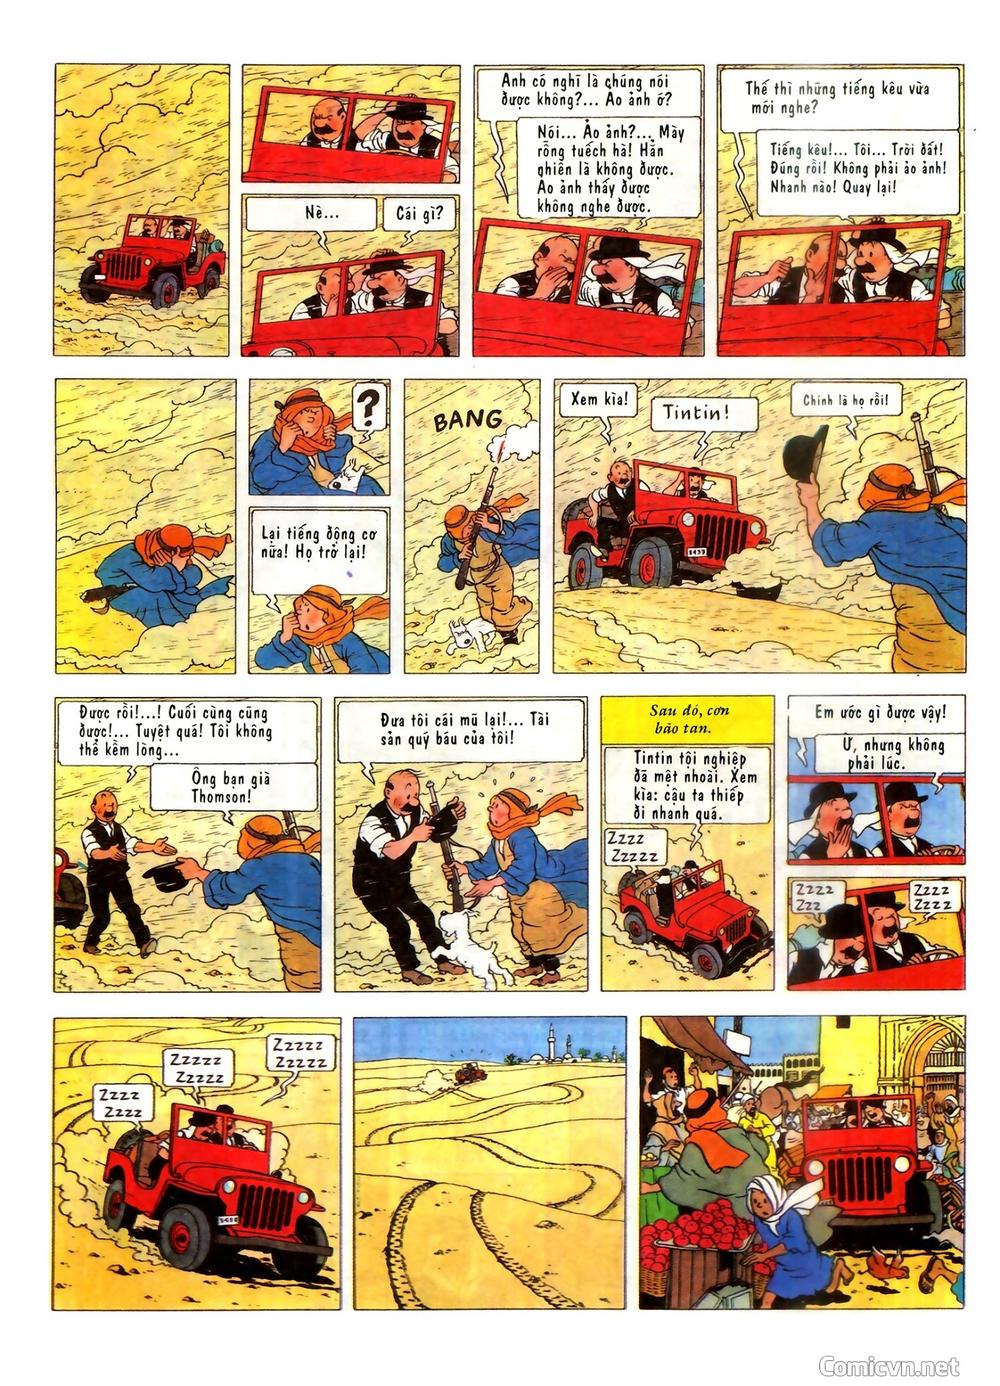 Nè...
Cái gì?
Anh có nghĩ là chúng nói
được không?... Ảo ảnh ớ?
Nói... Ảo ảnh?... Mày
rỗng tuếch hà! Hẳn
ghiên là không được.
Ao ảnh thấy được
không nghe được.
Thế thì những tiếng kêu vừa
mới nghe?
Tiếng kêu!... Tôi... Trời đất!
Đúng rồi! Không phải ảo ảnh!
Nhanh nào! Quay lại!
?
Lại tiếng động cơ
nữa! Họ trở lại!
BANG
Xem kìa!
Tintin!
Chính là họ rồi!
Được rồi!...! Cuối cùng cũng
được!... Tuyệt quá! Tôi không
thể kềm lòng...
Ông bạn già
Thomson!
Đưa tôi cái mũ lại!... Tài
sản quý báu của tôi!
Sau đó, cơn
bão tan.
Tintin tội nghiệp
đã mệt nhoài. Xem
kìa: cậu ta thiếp
đi nhanh quá.
Zzzz
Zzzzz
Em ước gì được vậy!
Ừ, nhưng không
phải lúc.
Zzzz
Zzz
Zzzz
Zzzz
Zzzz
Zzzz
Zzzzz
Zzzzz
Zzzzz
Zzzzz
Comicvn.net